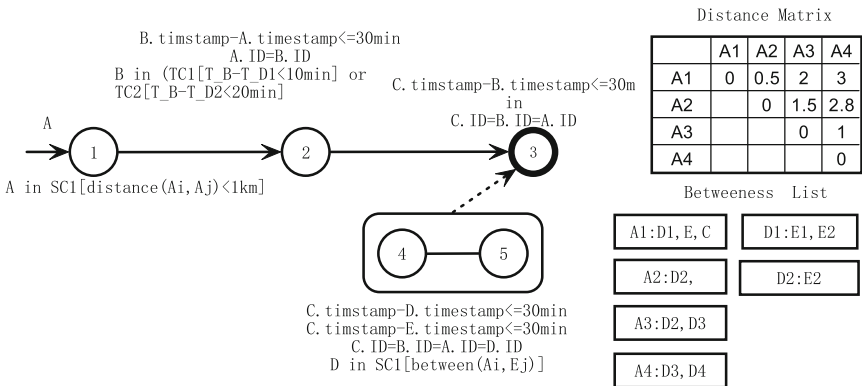 Distance Matrix
B.timstamp-A.timestamp<=30min
A.ID=B.ID
B in (TC1[T_B-T_D1<10min] or
TC2[T_B-T_D2<20min]
C.timstamp-B.timestamp<=30m
in
C.ID=B.ID=A.ID
A1 A2 A3 A4
A1 0 0.5 2 3
A2 0 1.5 2.8
A3 0 1
A4 0
A
1
2
3
A in SC1[distance(Ai,Aj)<1km]
Betweeness List
A1:D1,E,C D1:E1,E2
A2:D2, D2:E2
A3:D2,D3
A4:D3,D4
4
5
C.timstamp-D.timestamp<=30min
C.timstamp-E.timestamp<=30min
C.ID=B.ID=A.ID=D.ID
D in SC1[between(Ai,Ej)]